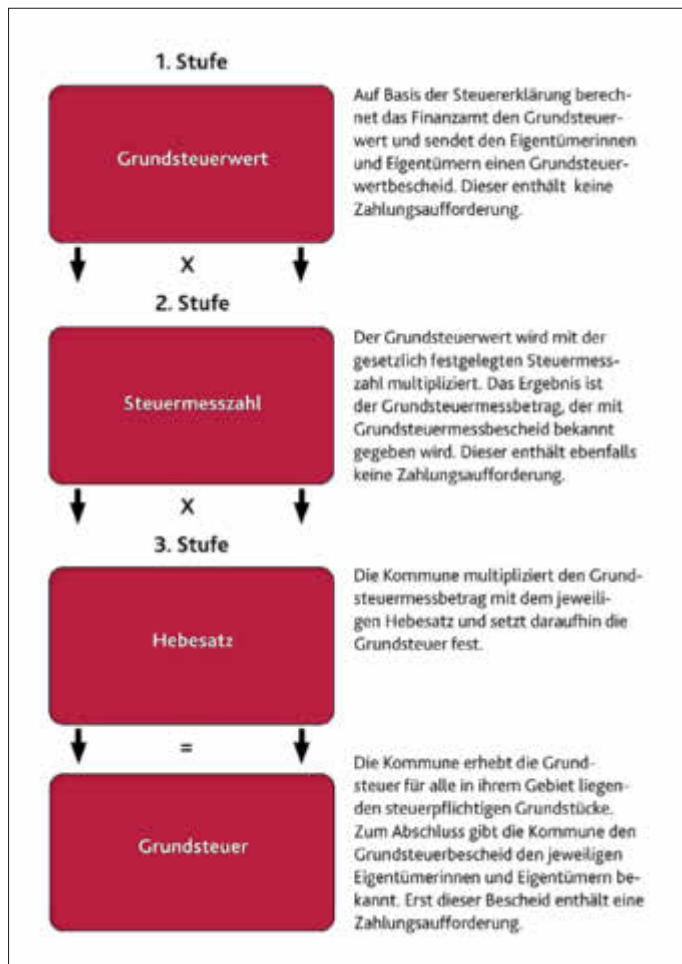 1. Stufe
Grundsteuerwert
Auf Basis der Steuererklärung berech-
net das Finanzamt den Grundsteuer-
wert und sendet den Eigentümerinnen
und Eigentümern einen Grundsteuer-
wertbescheid. Dieser enthält keine
Zahlungsaufforderung.
X
2. Stufe
Steuermesszahl
Der Grundsteuerwert wird mit der
gesetzlich festgelegten Steuermess-
zahl multipliziert. Das Ergebnis ist
der Grundsteuermessbetrag, der mit
Grundsteuermessbescheid bekannt
gegeben wird. Dieser enthält ebenfalls
keine Zahlungsaufforderung.
X
3. Stufe
Hebesatz
Die Kommune multipliziert den Grund-
steuermessbetrag mit dem jeweili-
gen Hebesatz und setzt daraufhin die
Grundsteuer fest.
=
Grundsteuer
Die Kommune erhebt die Grund-
steuer für alle in ihrem Gebiet liegen-
den steuerpflichtigen Grundstücke.
Zum Abschluss gibt die Kommune den
Grundsteuerbescheid den jeweiligen
Eigentümerinnen und Eigentümern be-
kannt. Erst dieser Bescheid enthält eine
Zahlungsaufforderung.